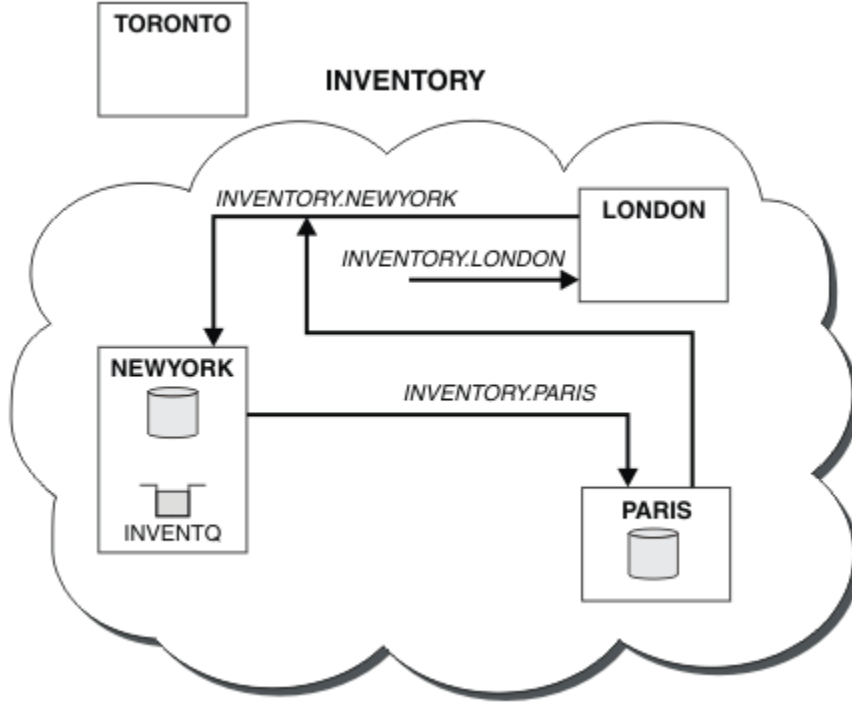 TORONTO
INVENTORY
INVENTORY.NEWYORK
LONDON
INVENTORY.LONDON
NEWYORK
INVENTORY.PARIS
PARIS
INVENTQ